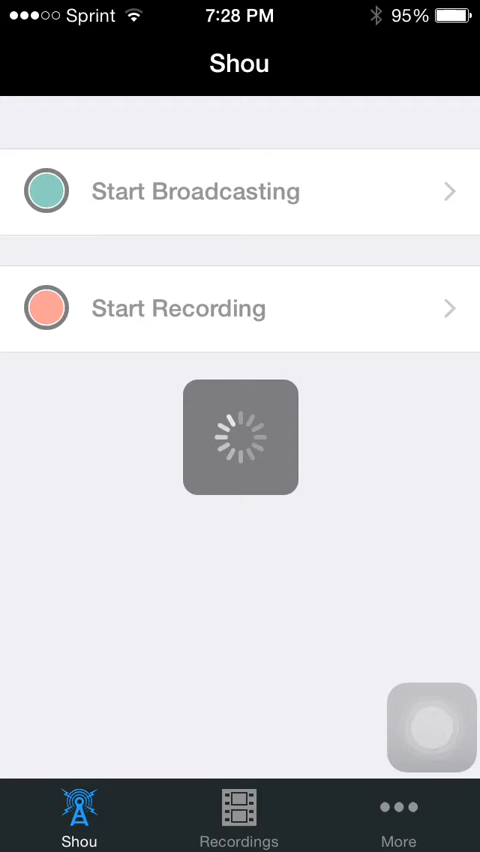 Sprint 7:28 PM 95%
Shou
Start Broadcasting
Start Recording
Shou Recordings More